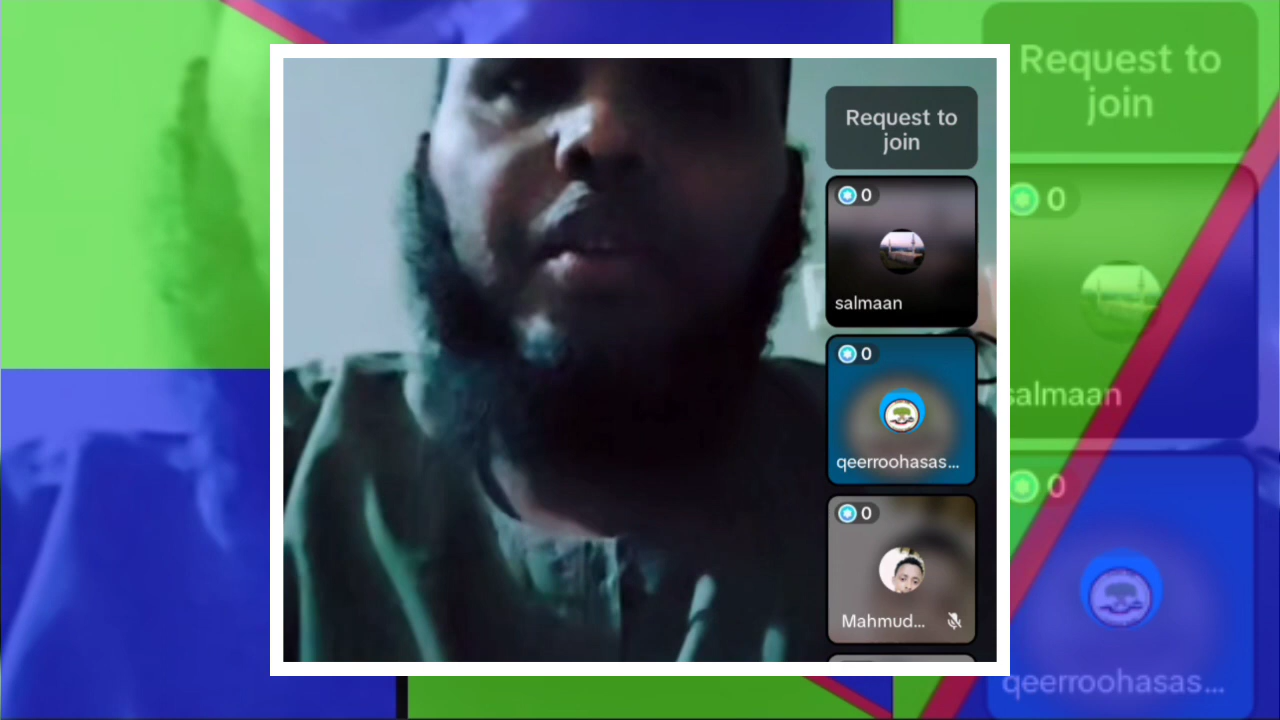 Request to
join
0
salmaan
0
qeerroohasas...
0
Mahmud...
Request to
join
0
salmaan
0
qeerroohasas...